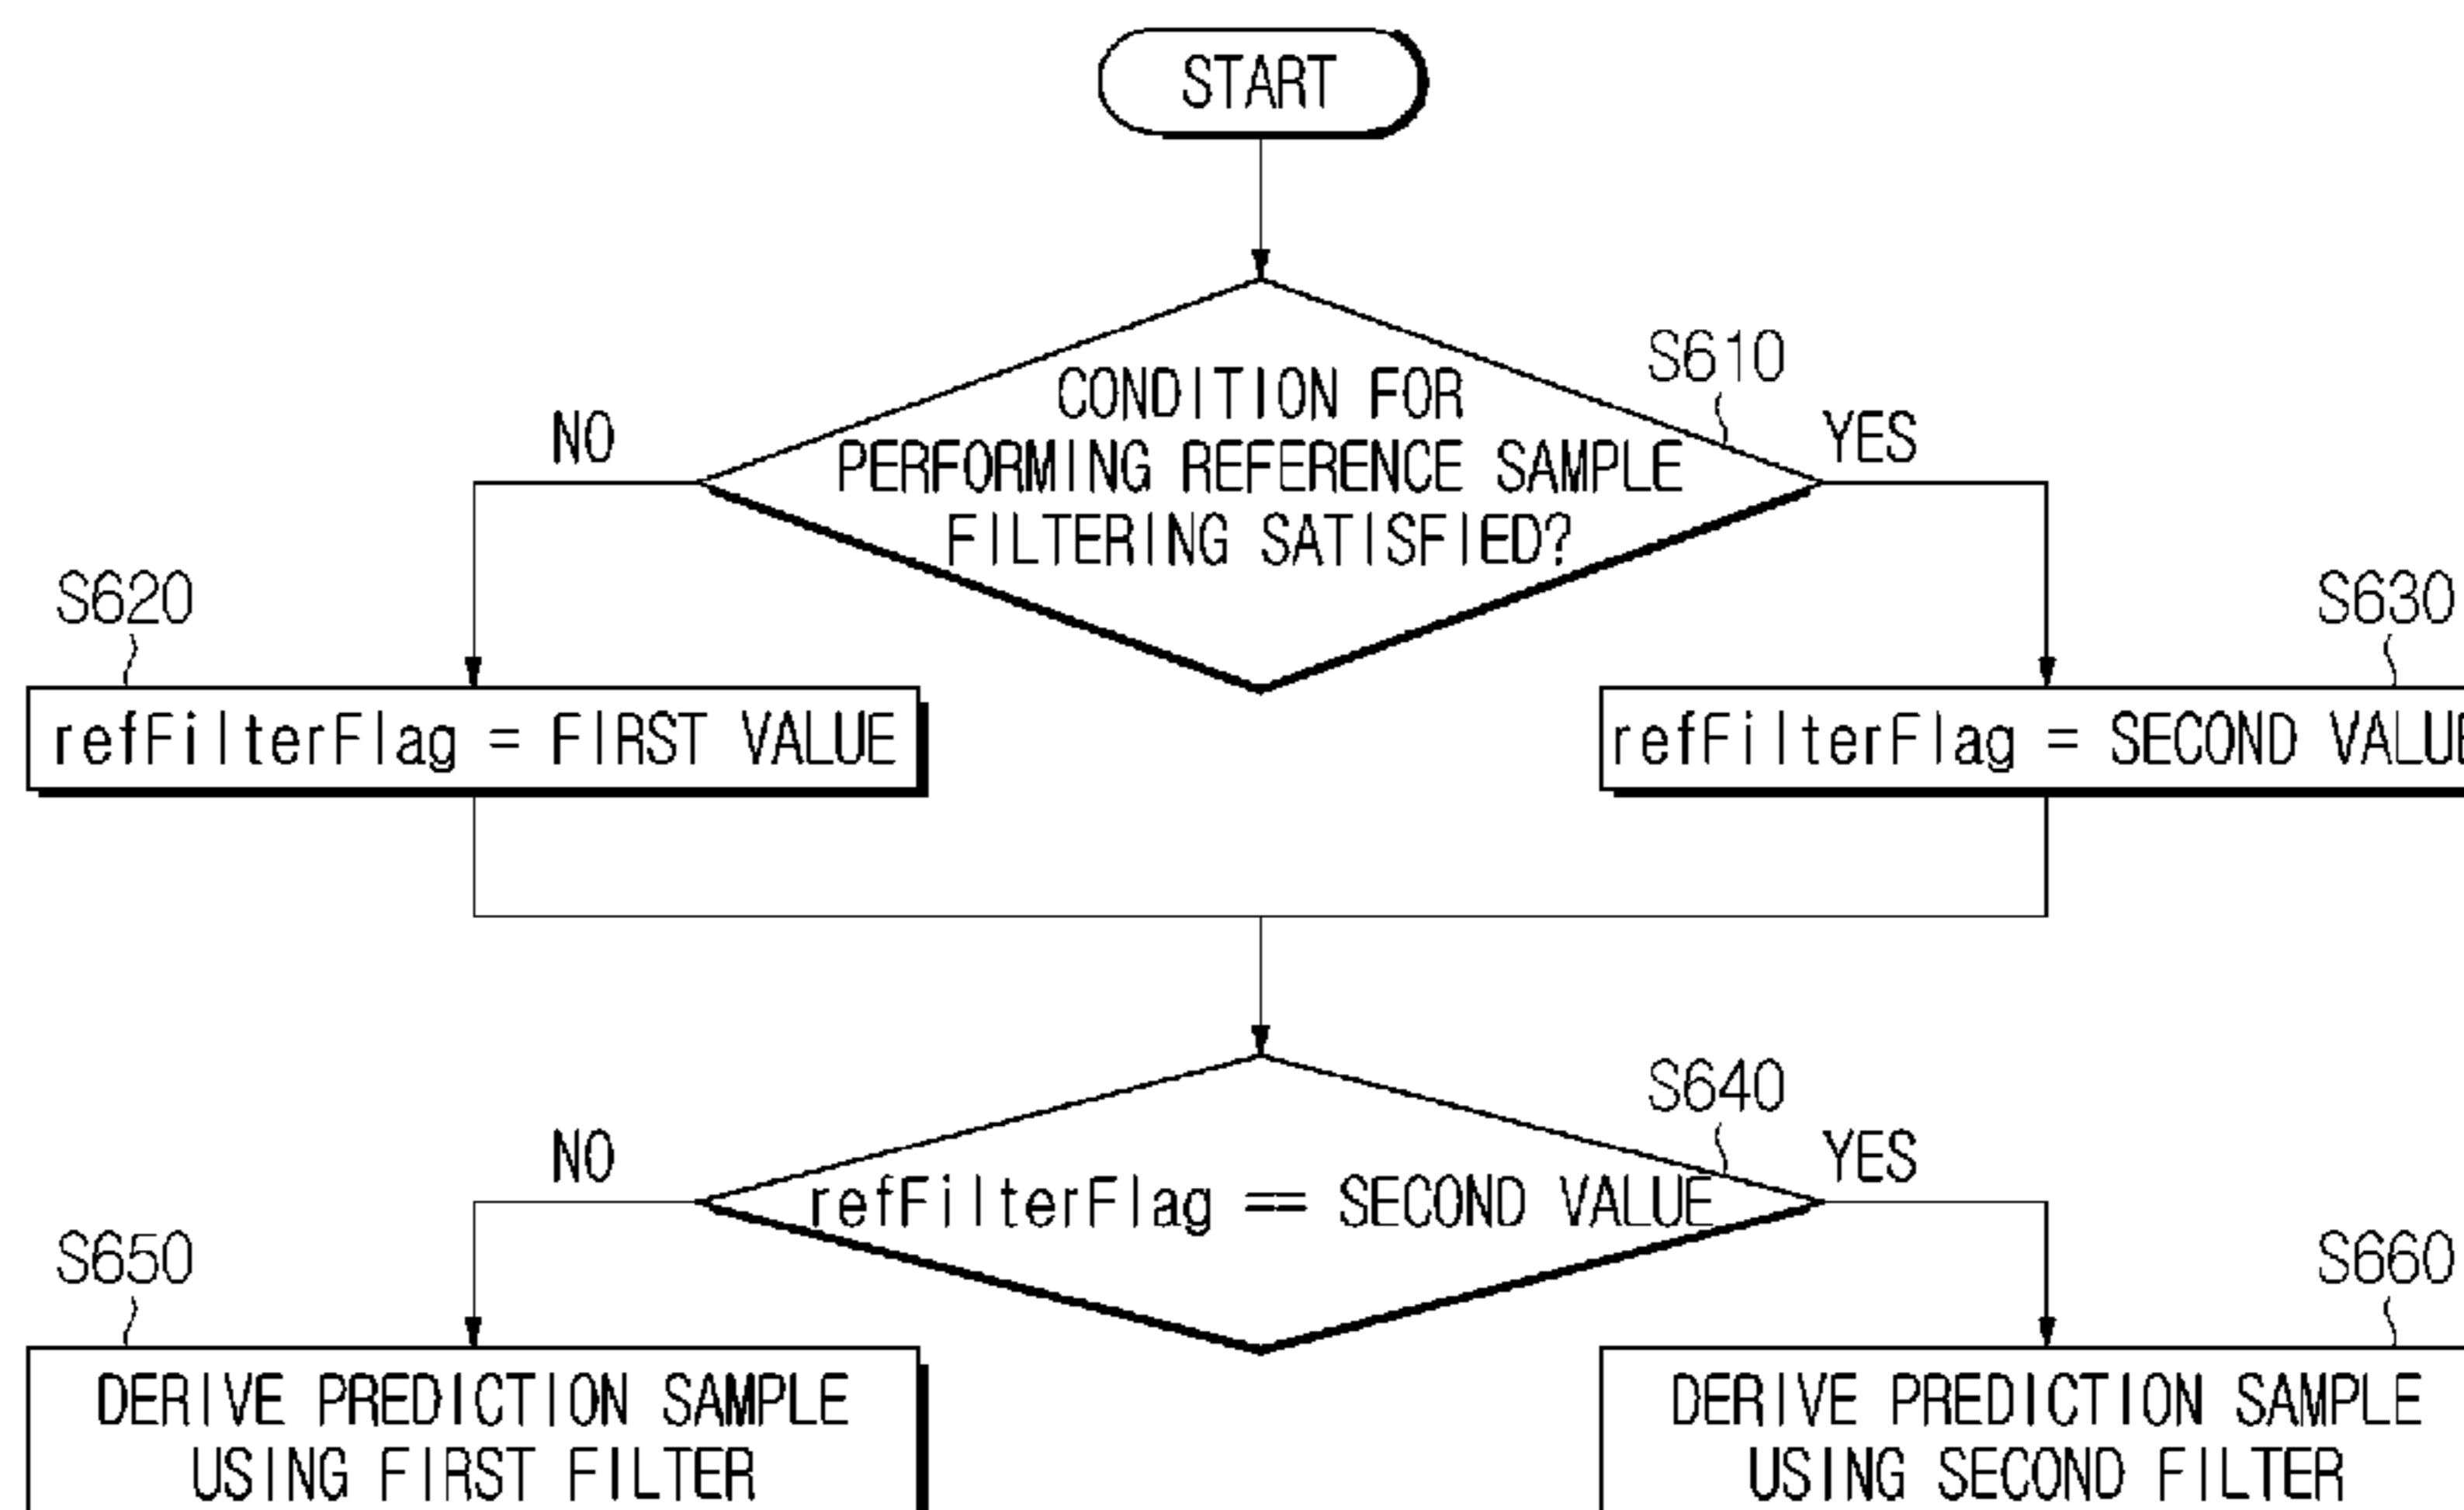 START
S610
CONDITION FOR
PERFORMING REFERENCE SAMPLE
FILTERING SATISFIED?
NO
YES
S620
S630
refFilterFlag = FIRST VALUE
refFilterFlag = SECOND VALUE
S640
NO
YES
refFilterFlag == SECOND VALUE
S650
S660
DERIVE PREDICTION SAMPLE
USING FIRST FILTER
DERIVE PREDICTION SAMPLE
USING SECOND FILTER